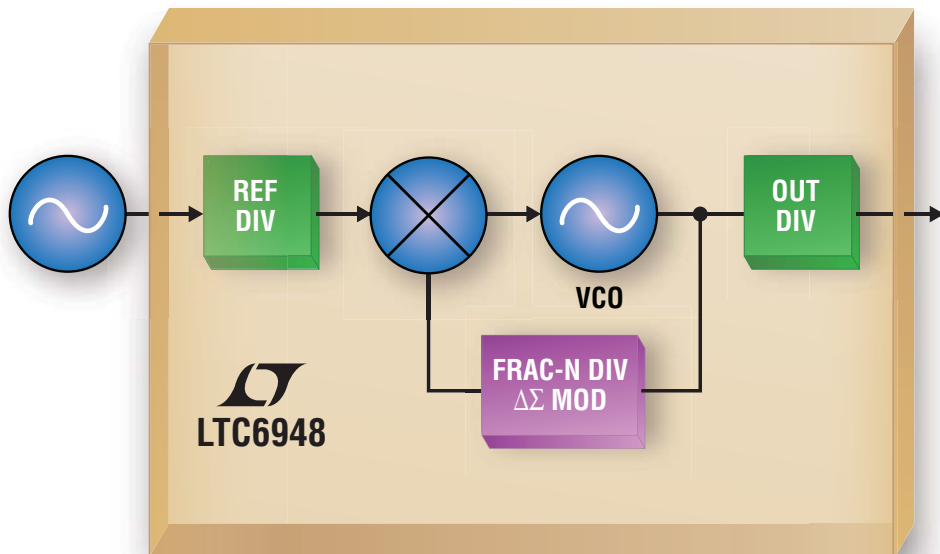 REF
DIV
VCO
OUT
DIV
FRAC-N DIV
ΔΣ MOD
LTC6948